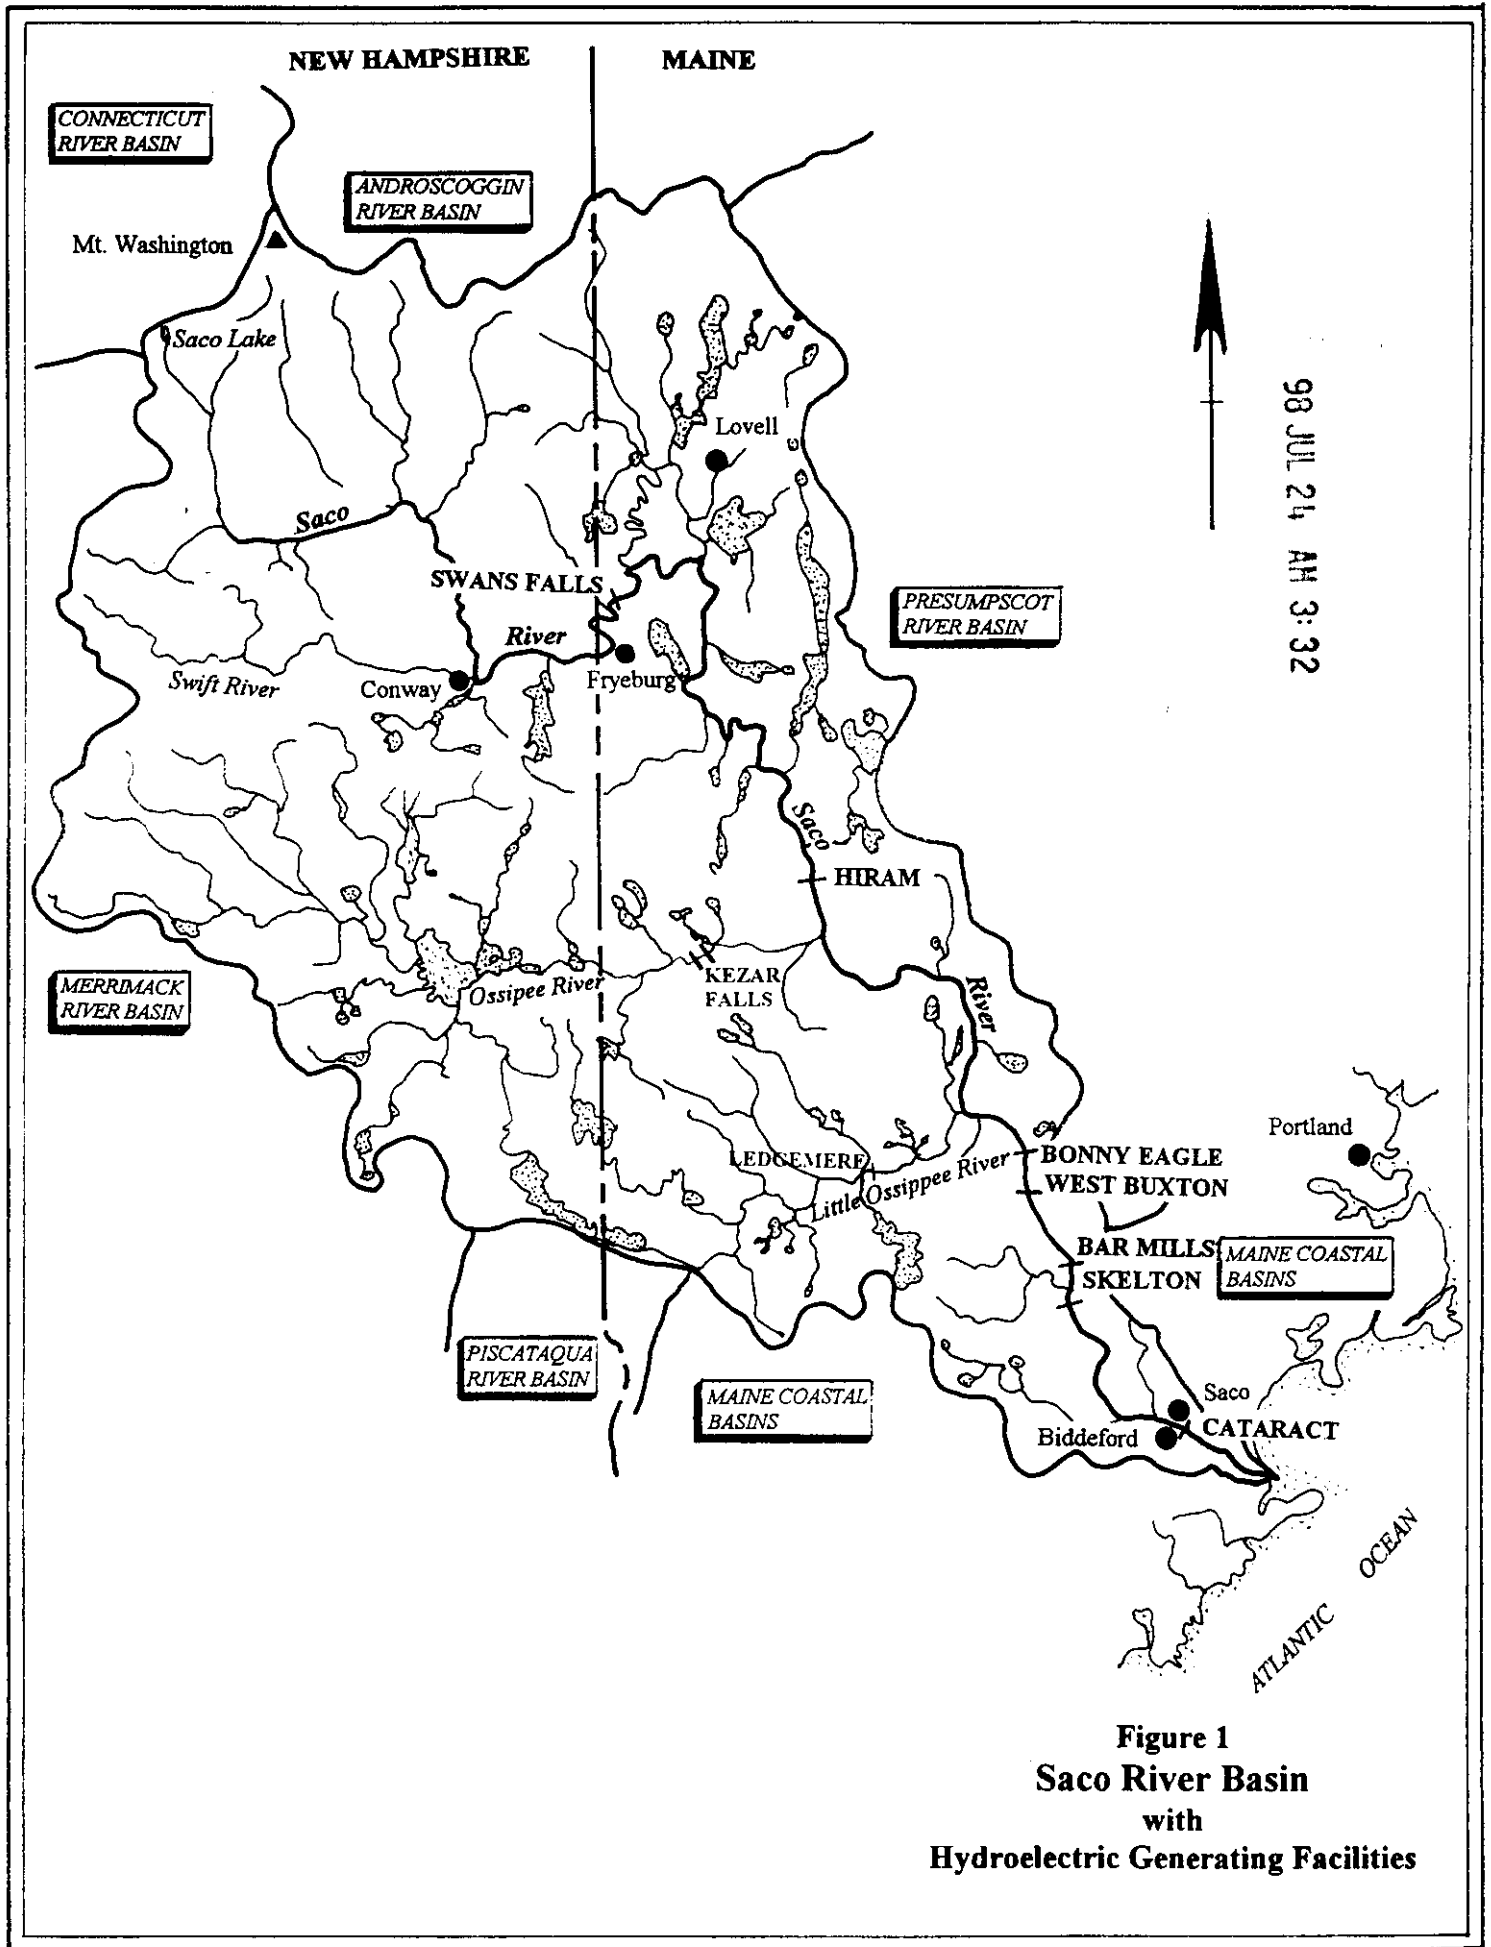 NEW HAMPSHIRE
MAINE
CONNECTICUT
RIVER BASIN
ANDROSCOGGIN
RIVER BASIN
Mt. Washington
Saco Lake
Lovell
98 JUL 24 AM 3:32
Saco
SWANS FALLS
PRESUMPSCOT
RIVER BASIN
River
Swift River
Conway
Fryeburg
Saco
HIRAM
MERRIMACK
RIVER BASIN
Ossipee River
KEZAR
FALLS
River
Portland
LEDGEMERE
Little Ossippee River
BONNY EAGLE
WEST BUXTON
BAR MILLS
SKELTON
MAINE COASTAL
BASINS
PISCATAQUA
RIVER BASIN
MAINE COASTAL
BASINS
Saco
Biddeford
CATARACT
ATLANTIC OCEAN
Figure 1
Saco River Basin
with
Hydroelectric Generating Facilities